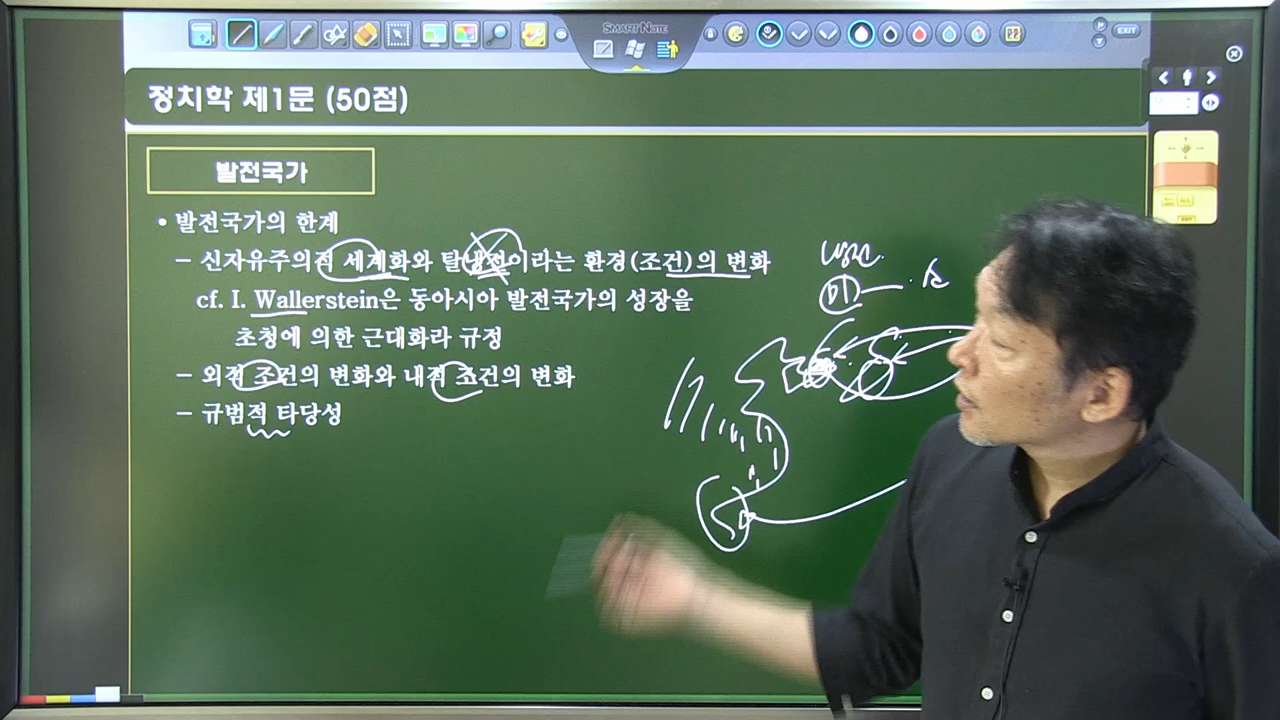 SMART NOTE
EXIT
정치학 제1문 (50점)
발전국가
• 발전국가의 한계
– 신자유주의적 세계화와 탈냉전이라는 환경(조건)의 변화
cf. I. Wallerstein은 동아시아 발전국가의 성장을
초청에 의한 근대화라 규정
– 외적 조건의 변화와 내적 조건의 변화
– 규범적 타당성
냉전.
미 — 소